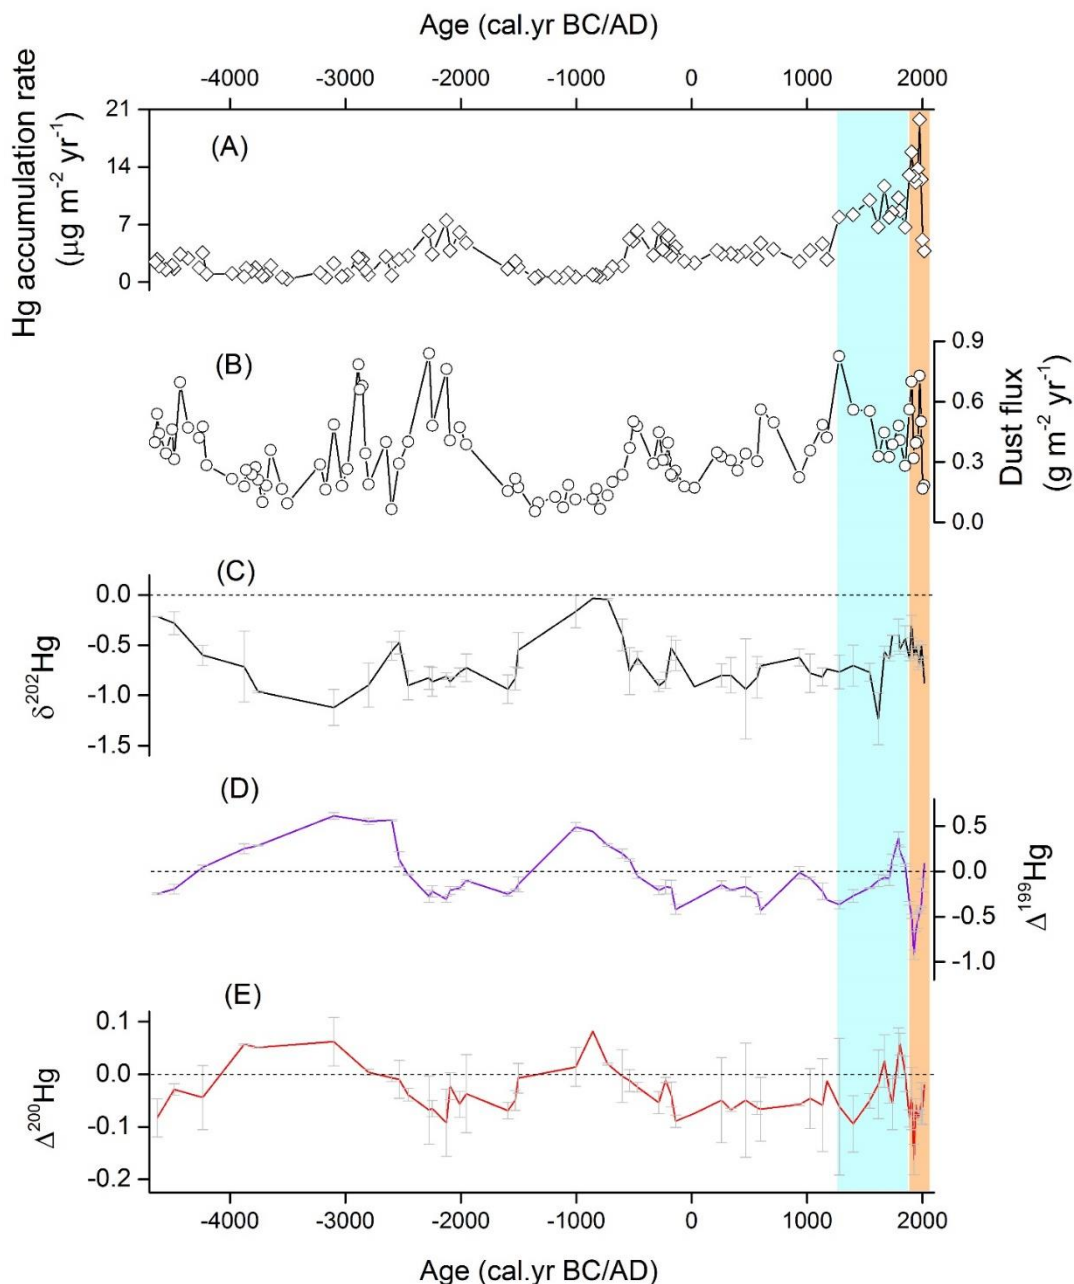 Age (cal.yr BC/AD)
-4000 -3000 -2000 -1000 0 1000 2000
Hg accumulation rate
(μg m⁻² yr⁻¹)
21
14
7
0
(A)
(B)
0.9
0.6
0.3
0.0
Dust flux
(g m⁻² yr⁻¹)
(C)
0.0
-0.5
-1.0
-1.5
δ²⁰²Hg
(D)
0.5
0.0
-0.5
-1.0
Δ¹⁹⁹Hg
(E)
0.1
0.0
-0.1
-0.2
Δ²⁰⁰Hg
-4000 -3000 -2000 -1000 0 1000 2000
Age (cal.yr BC/AD)